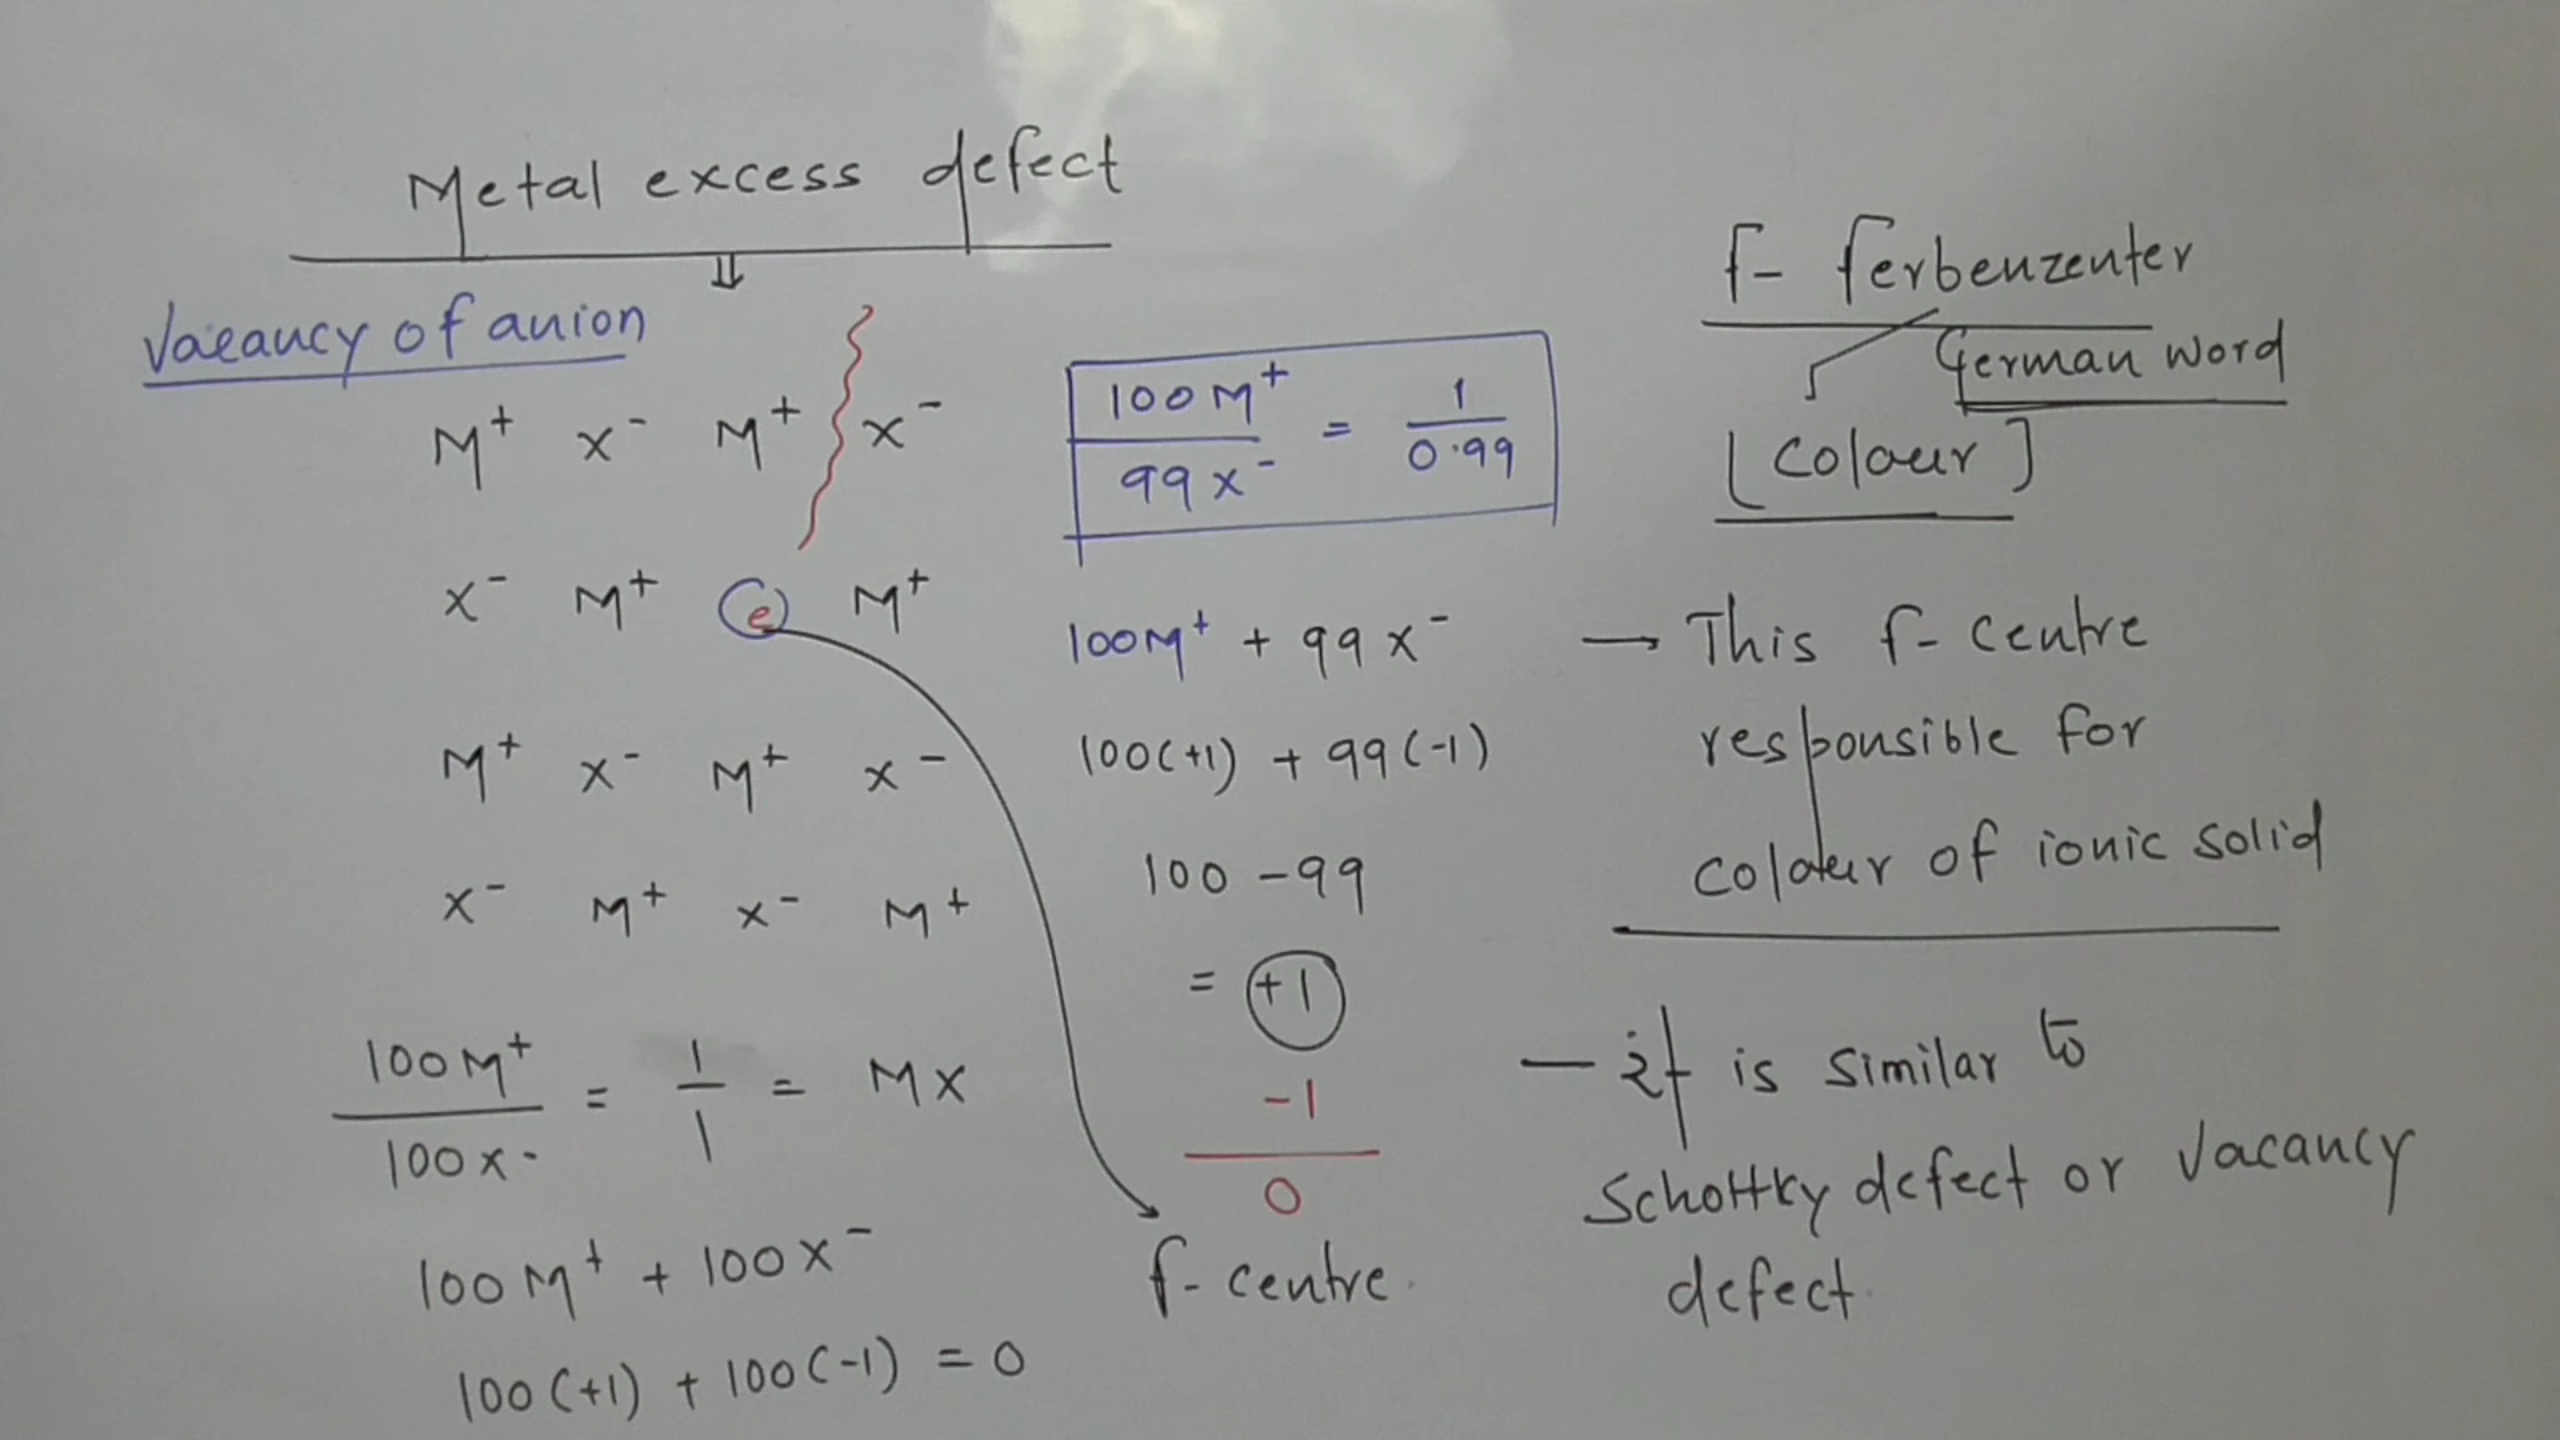 Metal excess defect
⇓
Vacancy of anion
M⁺ X⁻ M⁺ X⁻
X⁻ M⁺ e M⁺
M⁺ X⁻ M⁺ X⁻
X⁻ M⁺ X⁻ M⁺
100M⁺/100X⁻ = 1/1 = MX
100M⁺ + 100X⁻
100(+1) + 100(-1) = 0
100M⁺/99X⁻ = 1/0.99
100M⁺ + 99X⁻
100(+1) + 99(-1)
100 - 99
= +1
-1
0
f-centre.
f- ferbenzenter
German word
[Colour]
→ This f-centre
responsible for
colour of ionic solid
- it is similar to
Schottky defect or vacancy
defect.